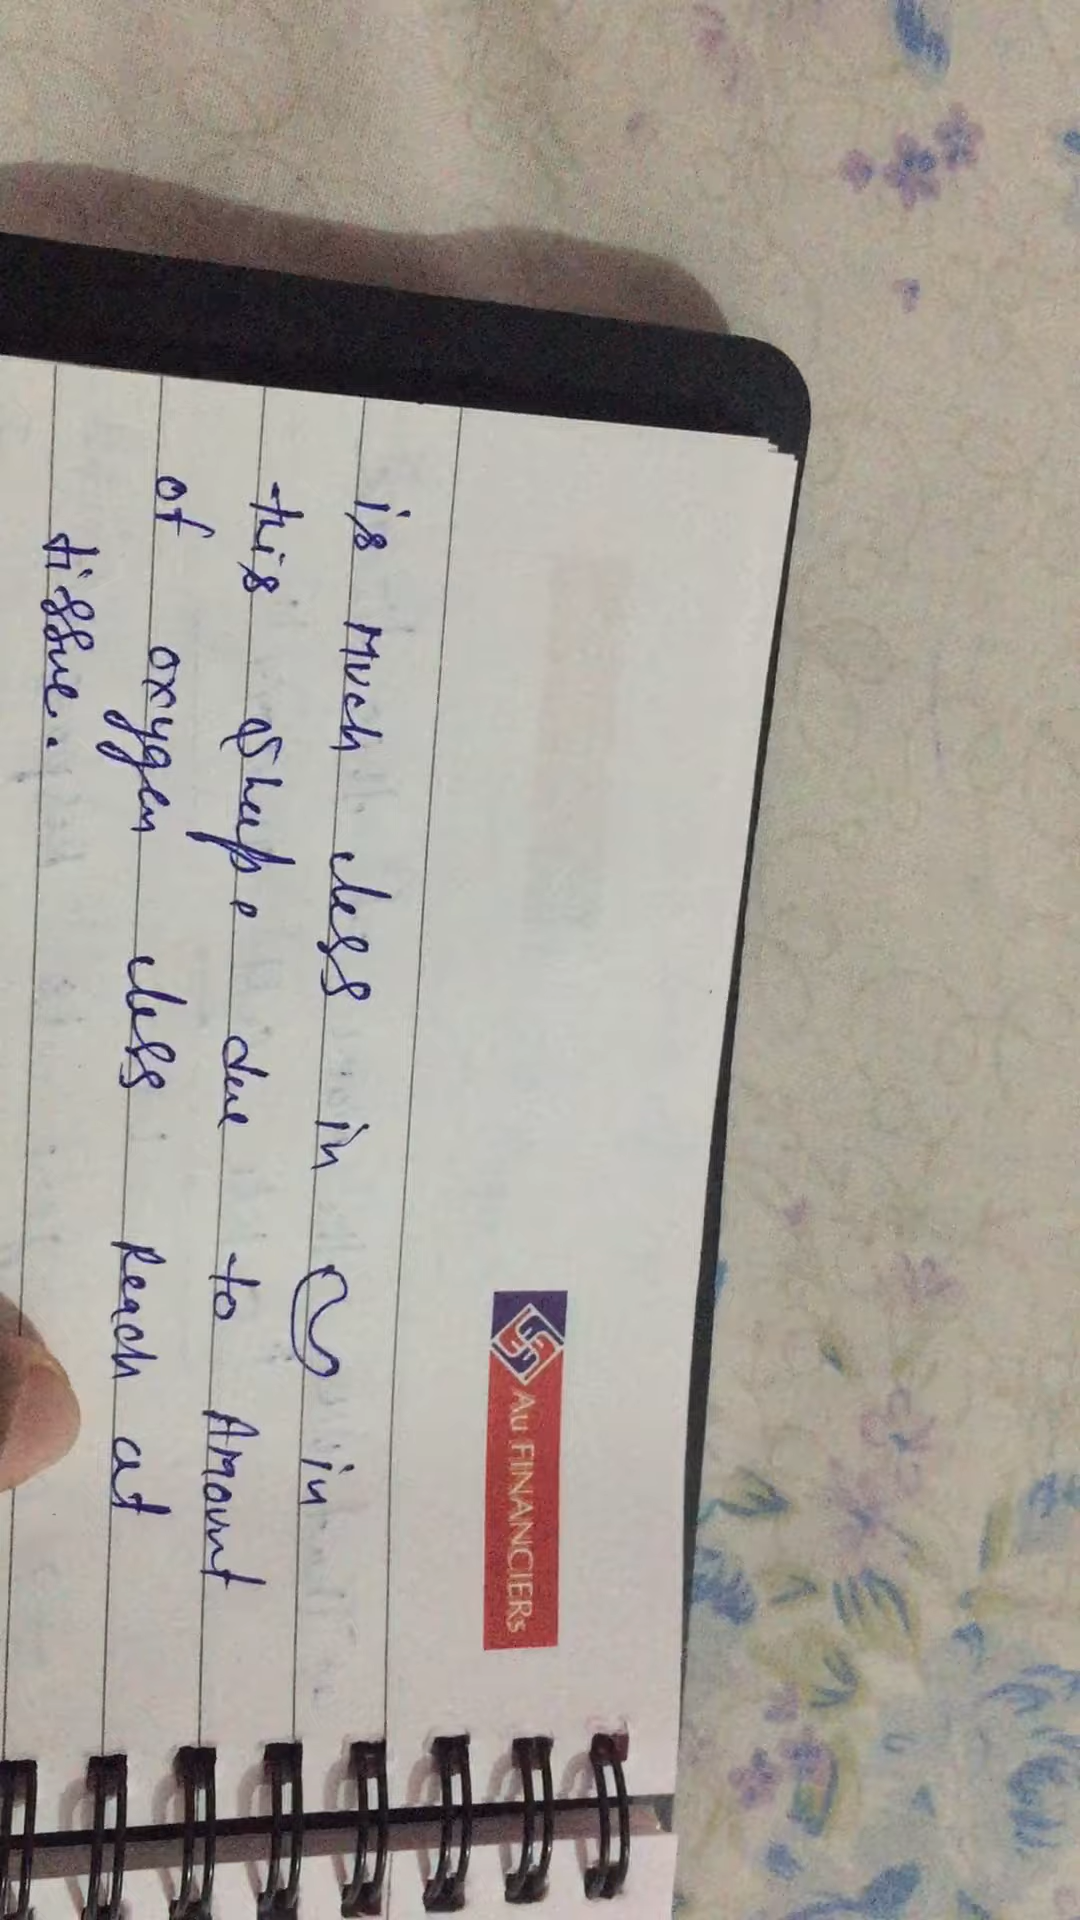 Au FINANCIERS
is Much less in in
this shape due to Amount
of oxygen less Reach at
tissue.